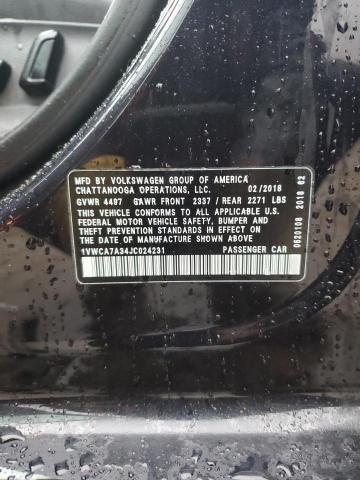 MFD BY VOLKSWAGEN GROUP OF AMERICA
CHATTANOOGA OPERATIONS, LLC. 02/2018
GVWR 4497 GAWR FRONT 2337 / REAR 2271 LBS
THIS VEHICLE CONFORMS TO ALL APPLICABLE U.S.
FEDERAL MOTOR VEHICLE SAFETY, BUMPER AND
THEFT PREVENTION STANDARDS IN EFFECT ON THE
DATE OF MANUFACTURE SHOWN ABOVE
1VWCA7A34JC024231 PASSENGER CAR
0620108 2018 02